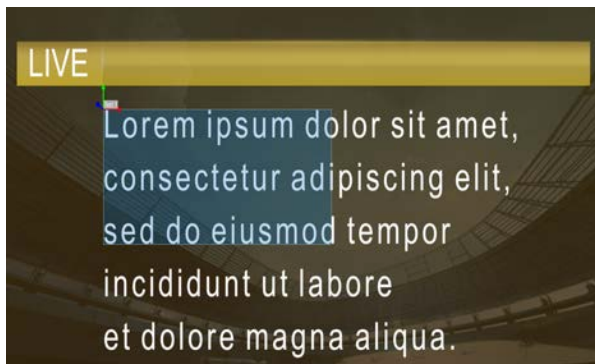 LIVE
Lorem ipsum dolor sit amet,
consectetur adipiscing elit,
sed do eiusmod tempor
incididunt ut labore
et dolore magna aliqua.